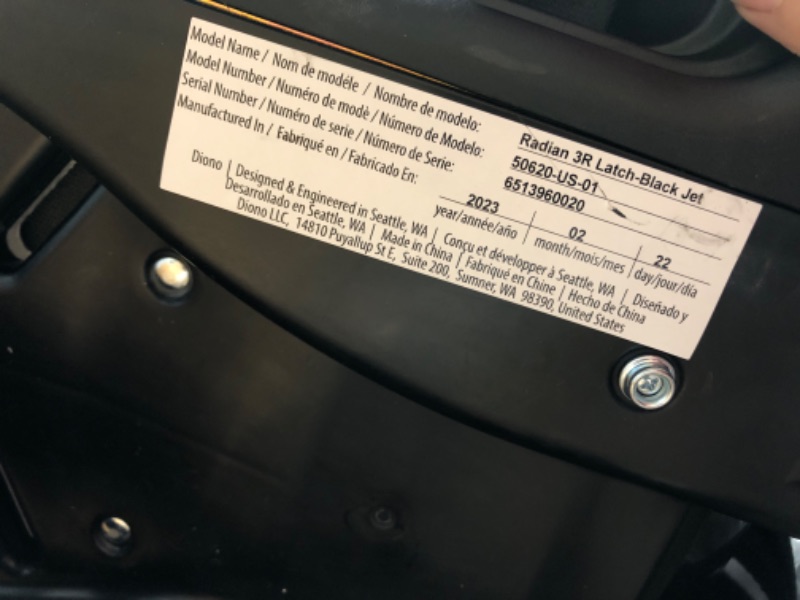 Model Name / Nom de modéle / Nombre de modelo: Radian 3R Latch-Black Jet
Model Number / Numéro de modè / Número de Modelo: 50620-US-01
Serial Number / Numéro de serie / Número de Serie: 6513960020
Manufactured In / Fabriqué en / Fabricado En: 2023 / 02 / 22
year/année/año month/mois/mes day/jour/día
Diono | Designed & Engineered in Seattle, WA | Conçu et développer à Seattle, WA | Diseñado y
Desarrollado en Seattle, WA | Made in China | Fabriqué en Chine | Hecho de China
Diono LLC, 14810 Puyallup St E, Suite 200, Sumner, WA 98390, United States